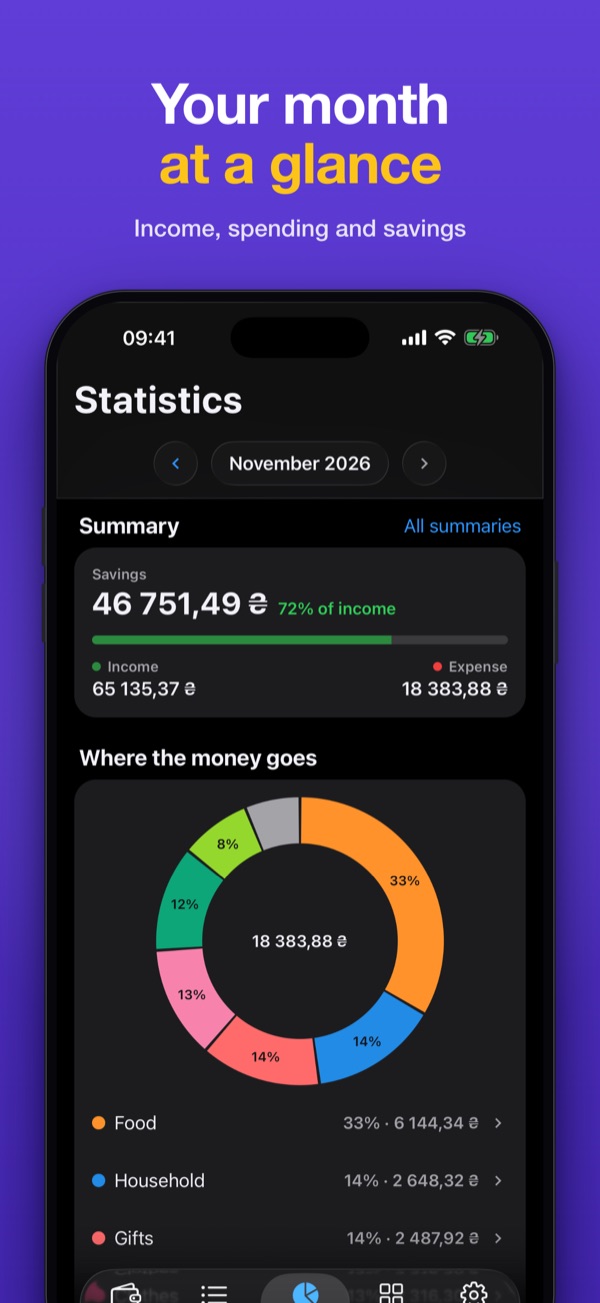 Your month
at a glance
Income, spending and savings
09:41
Statistics
November 2026
Summary
All summaries
Savings
46 751,49 ₴ 72% of income
Income
Expense
65 135,37 ₴
18 383,88 ₴
Where the money goes
8%
33%
12%
18 383,88 ₴
13%
14%
14%
Food
33% · 6 144,34 ₴
Household
14% · 2 648,32 ₴
Gifts
14% · 2 487,92 ₴